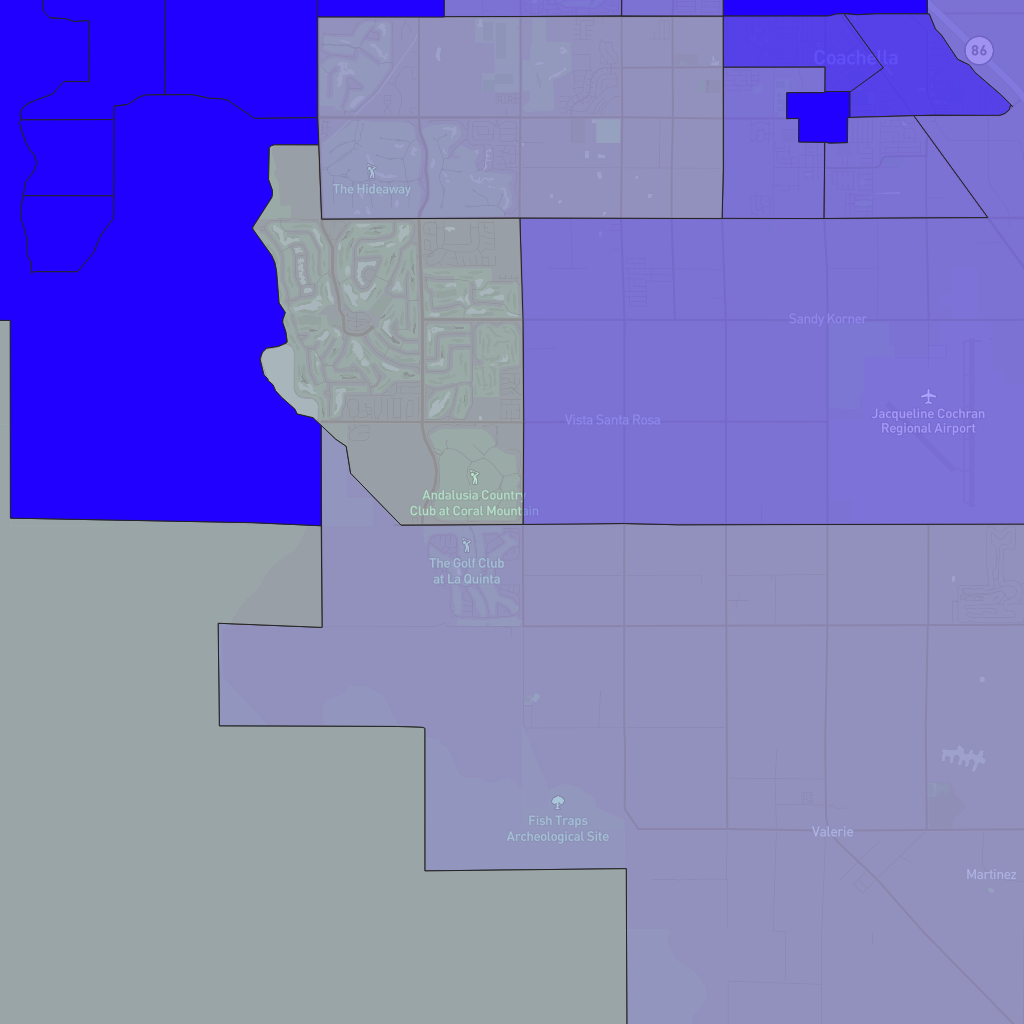 86
Coachella
The Hideaway
Sandy Korner
Jacqueline Cochran
Regional Airport
Vista Santa Rosa
Andalusia Country
Club at Coral Mountain
The Golf Club
at La Quinta
Fish Traps
Archeological Site
Valerie
Martinez